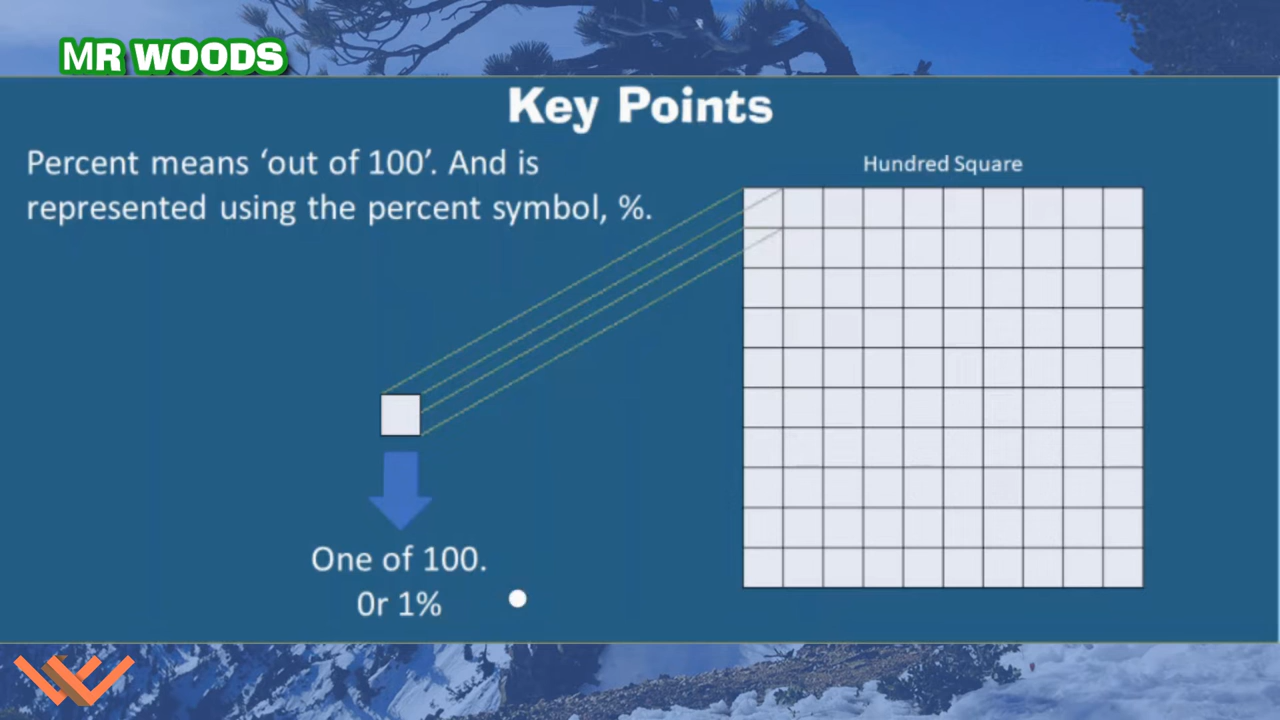 MR WOODS
Key Points
Percent means ‘out of 100’. And is
represented using the percent symbol, %.
Hundred Square
One of 100.
0r 1%